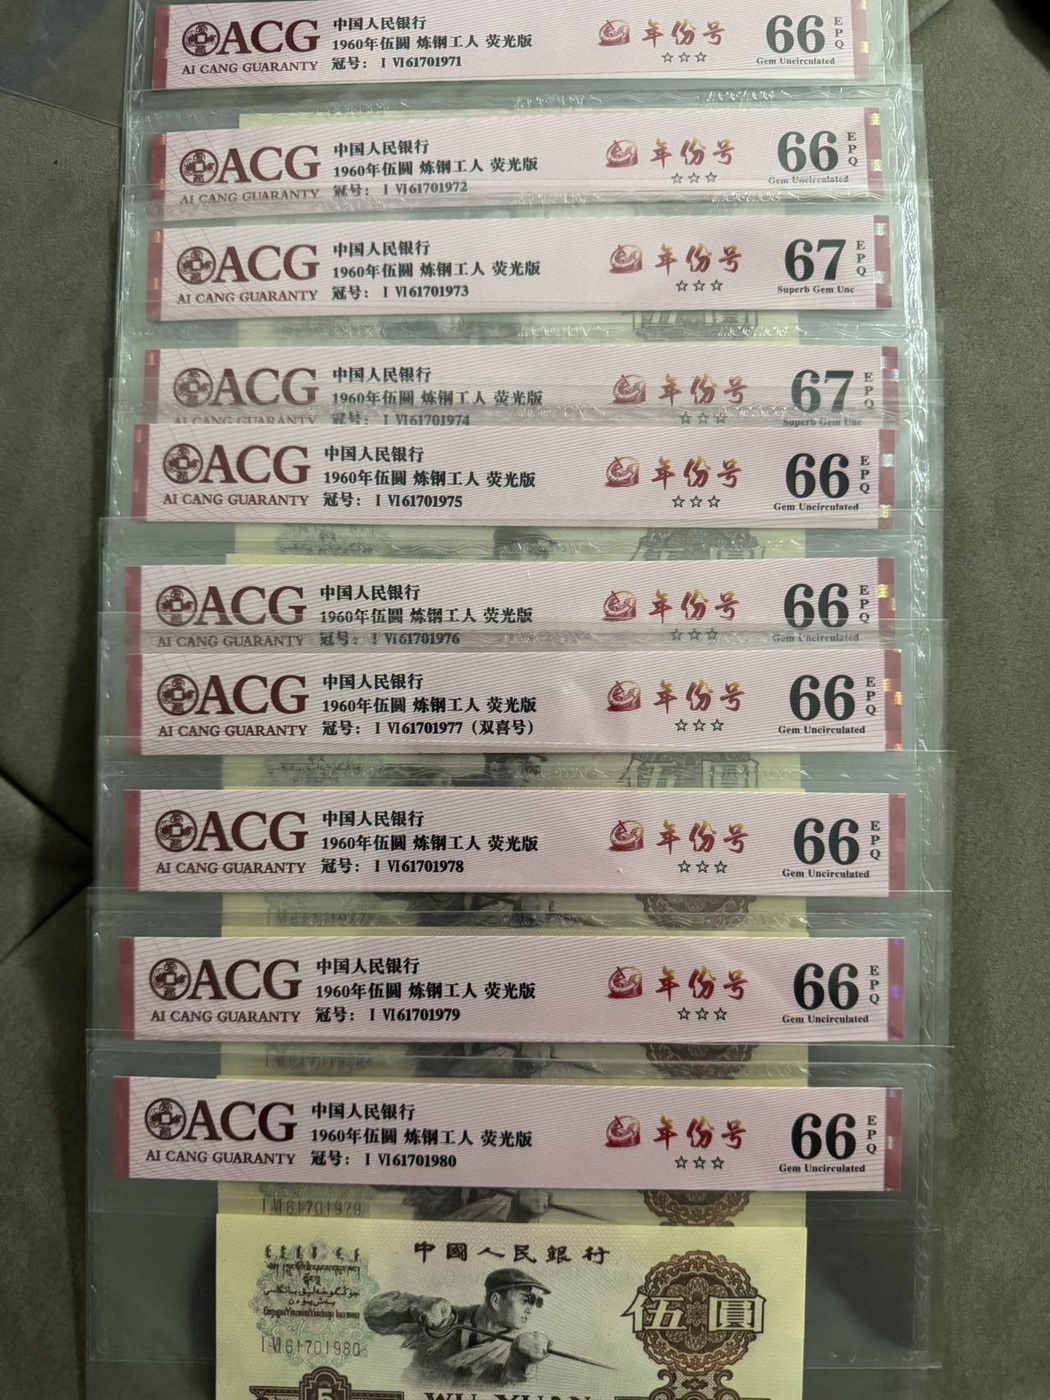 ACG
AI CANG GUARANTY
中国人民银行
1960年伍圆 炼钢工人 荧光版
冠号： I VI61701971
年份号
☆☆☆
66
EPQ
Gem Uncirculated
ACG
AI CANG GUARANTY
中国人民银行
1960年伍圆 炼钢工人 荧光版
冠号： I VI61701972
年份号
☆☆☆
66
EPQ
Gem Uncirculated
ACG
AI CANG GUARANTY
中国人民银行
1960年伍圆 炼钢工人 荧光版
冠号： I VI61701973
年份号
☆☆☆
67
EPQ
Superb Gem Unc
ACG
AI CANG GUARANTY
中国人民银行
1960年伍圆 炼钢工人 荧光版
冠号： I VI61701974
年份号
☆☆☆
67
EPQ
Superb Gem Unc
ACG
AI CANG GUARANTY
中国人民银行
1960年伍圆 炼钢工人 荧光版
冠号： I VI61701975
年份号
☆☆☆
66
EPQ
Gem Uncirculated
ACG
AI CANG GUARANTY
中国人民银行
1960年伍圆 炼钢工人 荧光版
冠号： I VI61701976
年份号
☆☆☆
66
EPQ
Gem Uncirculated
ACG
AI CANG GUARANTY
中国人民银行
1960年伍圆 炼钢工人 荧光版
冠号： I VI61701977（双喜号）
年份号
☆☆☆
66
EPQ
Gem Uncirculated
伍圓
ACG
AI CANG GUARANTY
中国人民银行
1960年伍圆 炼钢工人 荧光版
冠号： I VI61701978
年份号
☆☆☆
66
EPQ
Gem Uncirculated
ACG
AI CANG GUARANTY
中国人民银行
1960年伍圆 炼钢工人 荧光版
冠号： I VI61701979
年份号
☆☆☆
66
EPQ
Gem Uncirculated
ACG
AI CANG GUARANTY
中国人民银行
1960年伍圆 炼钢工人 荧光版
冠号： I VI61701980
年份号
☆☆☆
66
EPQ
Gem Uncirculated
I VI 61701979
中國人民銀行
伍圓
I VI 61701980
5
WU YUAN